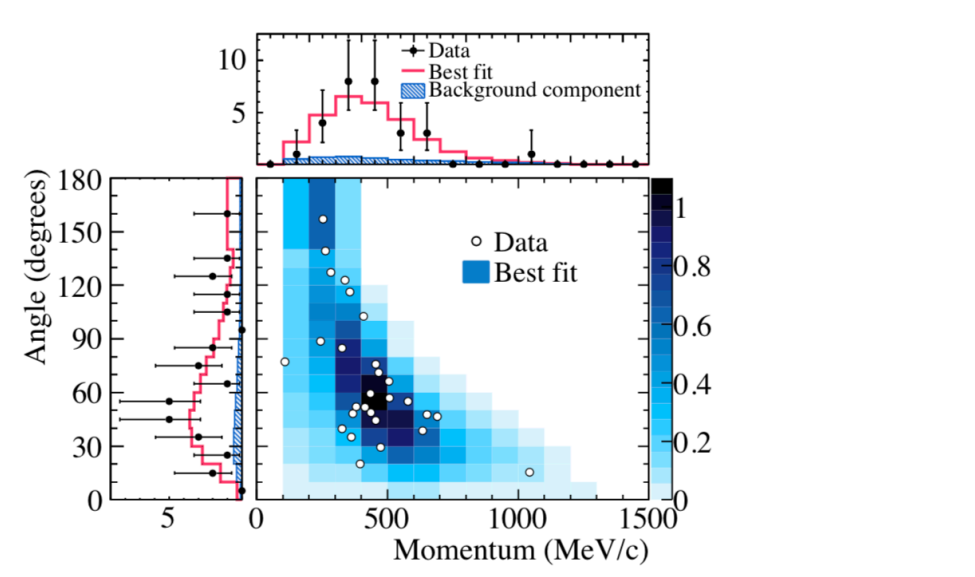 10
5
Data
Best fit
Background component
Angle (degrees)
180
150
120
90
60
30
0
5
Data
Best fit
1
0.8
0.6
0.4
0.2
0
0 500 1000 1500
Momentum (MeV/c)